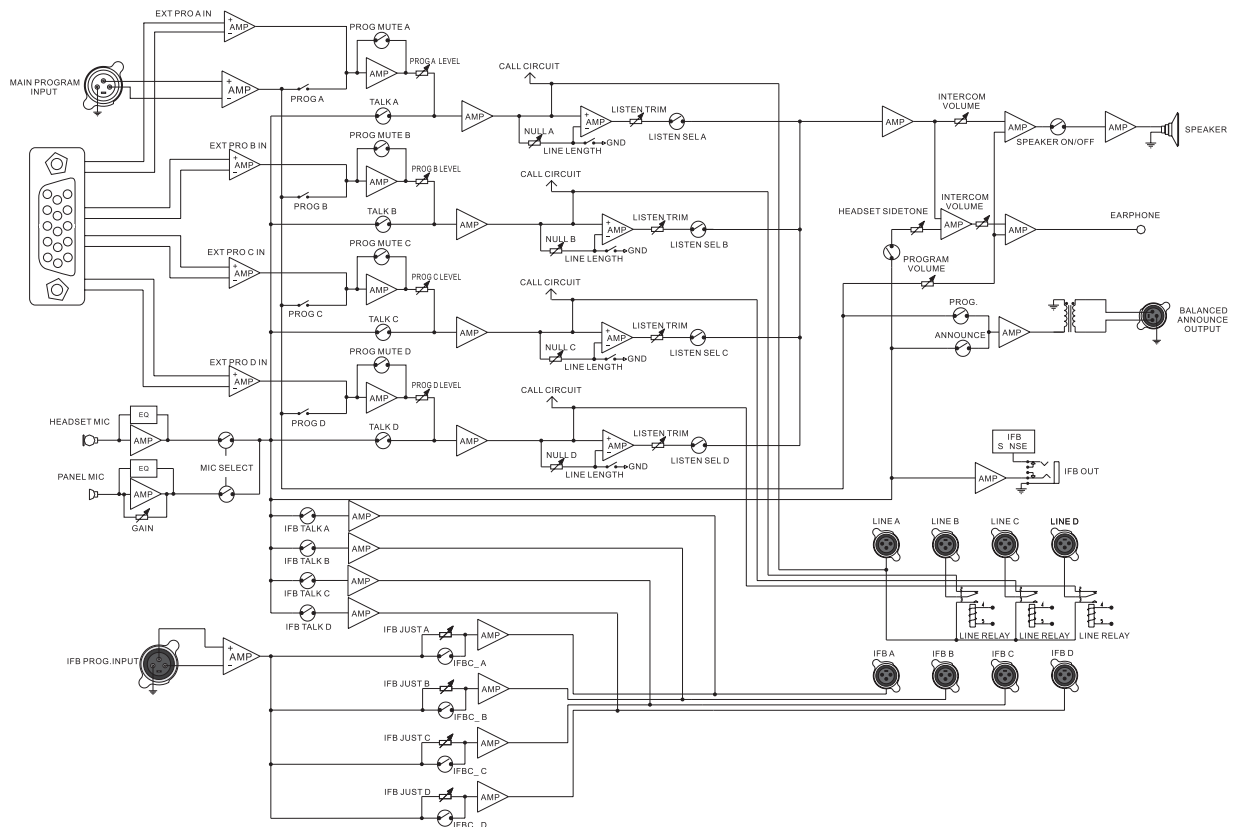 EXT PRO A IN
AMP
PROG MUTE A
MAIN PROGRAM
INPUT
AMP
PROG A
AMP
PROG A LEVEL
TALK A
AMP
CALL CIRCUIT
NULL A
AMP
LINE LENGTH
GND
LISTEN TRIM
LISTEN SEL A
EXT PRO B IN
AMP
PROG MUTE B
PROG B
AMP
PROG B LEVEL
TALK B
AMP
CALL CIRCUIT
NULL B
AMP
LINE LENGTH
GND
LISTEN TRIM
LISTEN SEL B
EXT PRO C IN
AMP
PROG MUTE C
PROG C
AMP
PROG C LEVEL
TALK C
AMP
CALL CIRCUIT
NULL C
AMP
LINE LENGTH
GND
LISTEN TRIM
LISTEN SEL C
EXT PRO D IN
AMP
PROG MUTE D
PROG D
AMP
PROG D LEVEL
TALK D
AMP
CALL CIRCUIT
NULL D
AMP
LINE LENGTH
GND
LISTEN TRIM
LISTEN SEL D
HEADSET MIC
EQ
AMP
MIC SELECT
PANEL MIC
EQ
AMP
GAIN
AMP
INTERCOM
VOLUME
AMP
SPEAKER ON/OFF
AMP
SPEAKER
HEADSET SIDETONE
AMP
INTERCOM
VOLUME
AMP
EARPHONE
PROGRAM
VOLUME
PROG.
ANNOUNCE
AMP
BALANCED
ANNOUNCE
OUTPUT
AMP
IFB
S NSE
IFB OUT
IFB TALK A
AMP
IFB TALK B
AMP
IFB TALK C
AMP
IFB TALK D
AMP
LINE A
LINE B
LINE C
LINE D
LINE RELAY
LINE RELAY
LINE RELAY
IFB A
IFB B
IFB C
IFB D
IFB PROG.INPUT
AMP
IFB JUST A
IFBC_ A
AMP
IFB JUST B
IFBC_ B
AMP
IFB JUST C
IFBC_ C
AMP
IFB JUST D
IFBC_ D
AMP